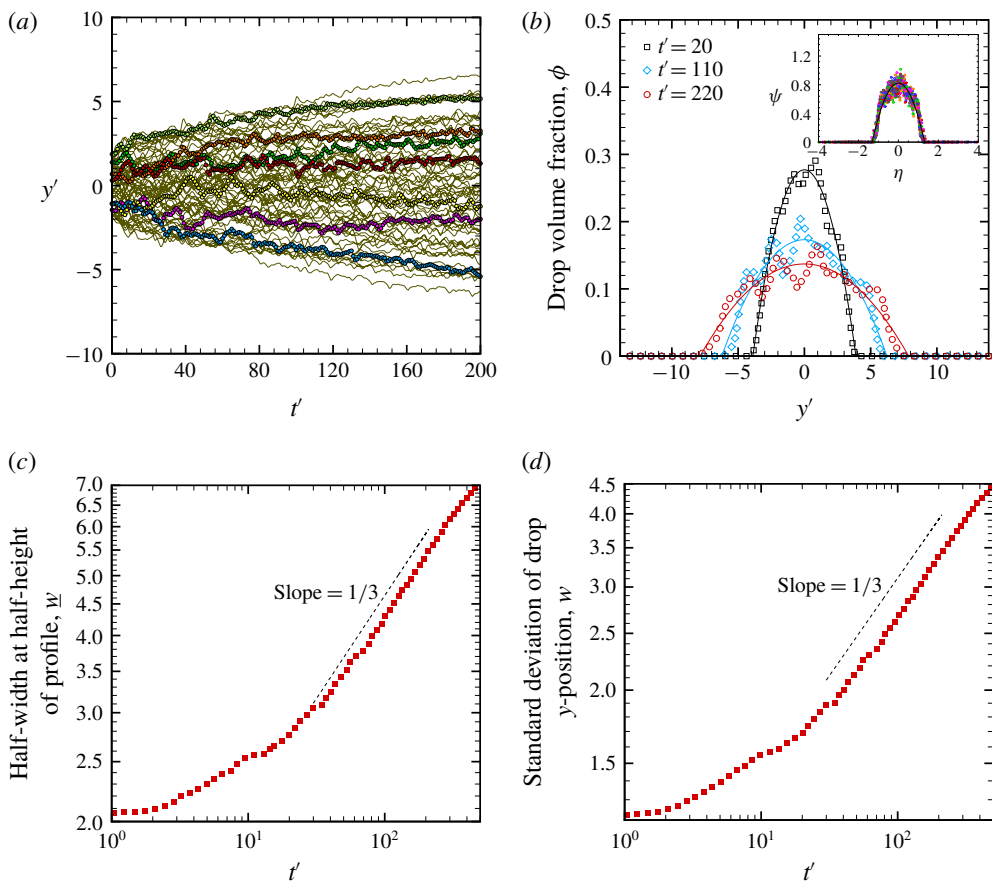 (a)
10
5
y′
0
−5
−10
0
40
80
120
160
200
t′
(b)
0.5
0.4
0.3
0.2
0.1
0
Drop volume fraction, ϕ
t′ = 20
t′ = 110
t′ = 220
1.2
0.8
0.4
0
ψ
−4
−2
0
2
4
η
−10
−5
0
5
10
y′
(c)
7.0
6.5
6.0
5.0
4.5
4.0
3.5
3.0
2.5
2.0
Half-width at half-height
of profile, w
Slope = 1/3
10⁰
10¹
10²
t′
(d)
4.5
4.0
3.5
3.0
2.5
2.0
1.5
Standard deviation of drop
y-position, w
Slope = 1/3
10⁰
10¹
10²
t′